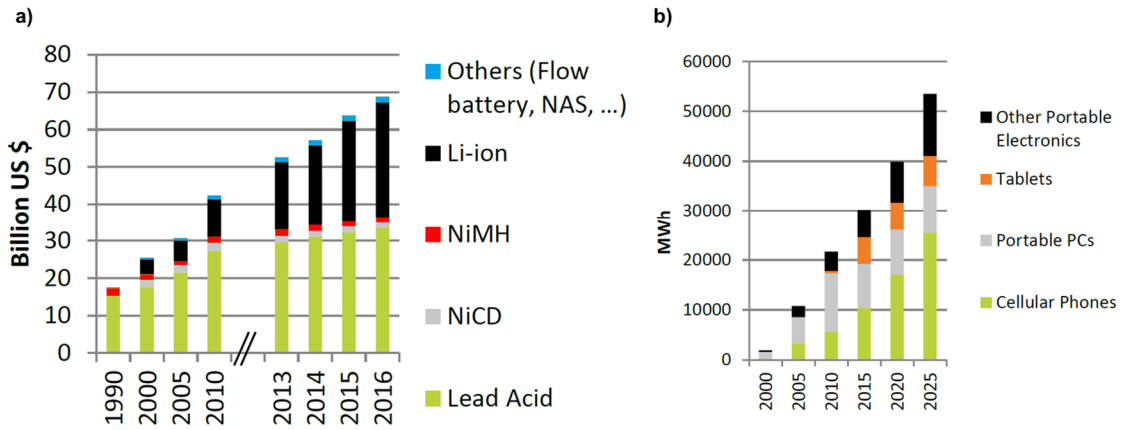 a)
Billion US $
80
70
60
50
40
30
20
10
0
1990
2000
2005
2010
2013
2014
2015
2016
Others (Flow
battery, NAS, ...)
Li-ion
NiMH
NiCD
Lead Acid
b)
MWh
60000
50000
40000
30000
20000
10000
0
2000
2005
2010
2015
2020
2025
Other Portable
Electronics
Tablets
Portable PCs
Cellular Phones